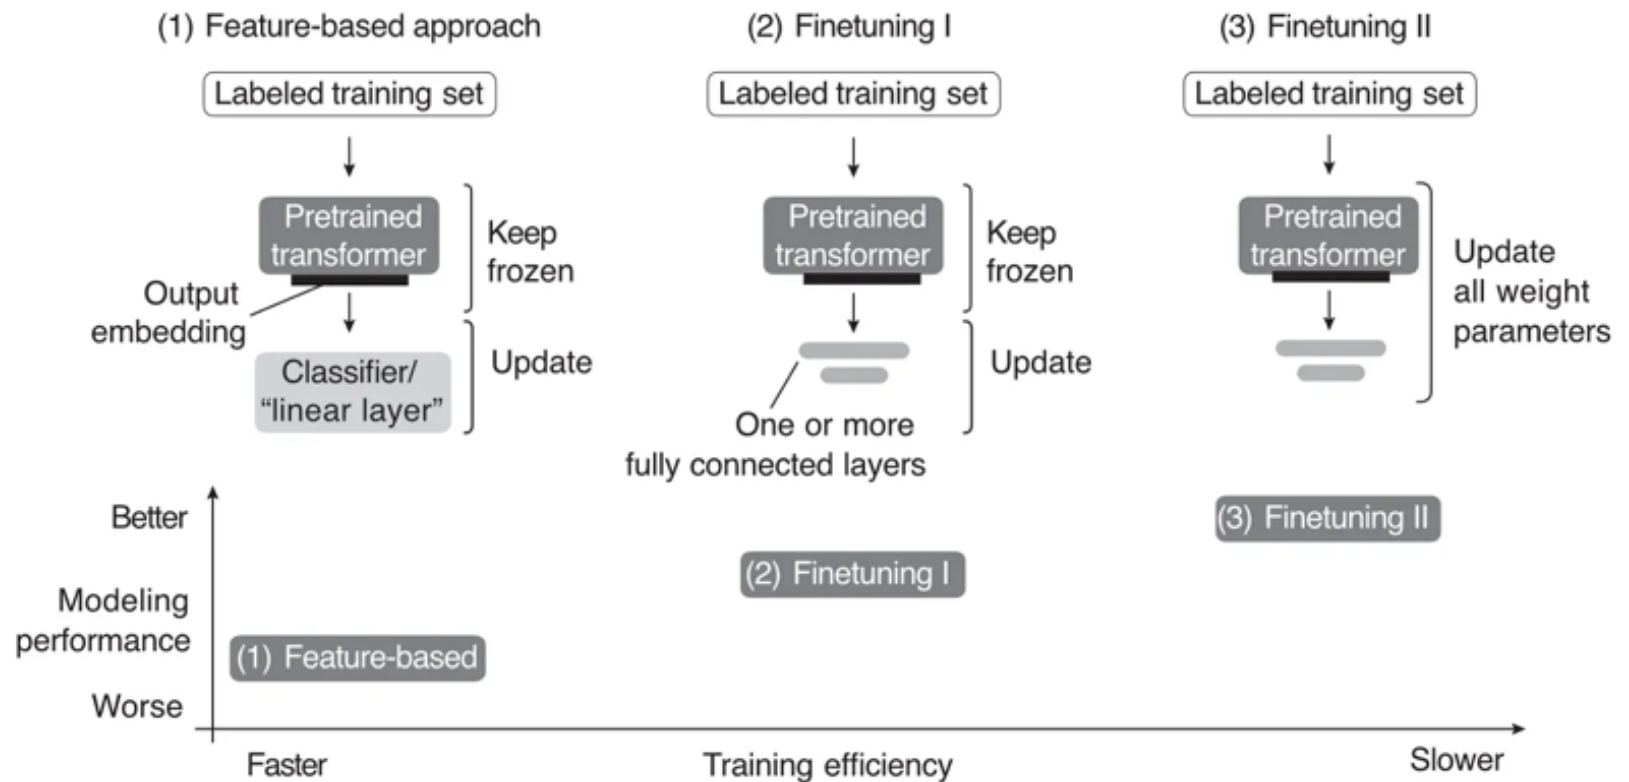 (1) Feature-based approach
Labeled training set
Pretrained
transformer
Keep
frozen
Output
embedding
Classifier/
“linear layer”
Update
(2) Finetuning I
Labeled training set
Pretrained
transformer
Keep
frozen
Update
One or more
fully connected layers
(3) Finetuning II
Labeled training set
Pretrained
transformer
Update
all weight
parameters
Better
Modeling
performance
Worse
(1) Feature-based
(2) Finetuning I
(3) Finetuning II
Faster
Training efficiency
Slower